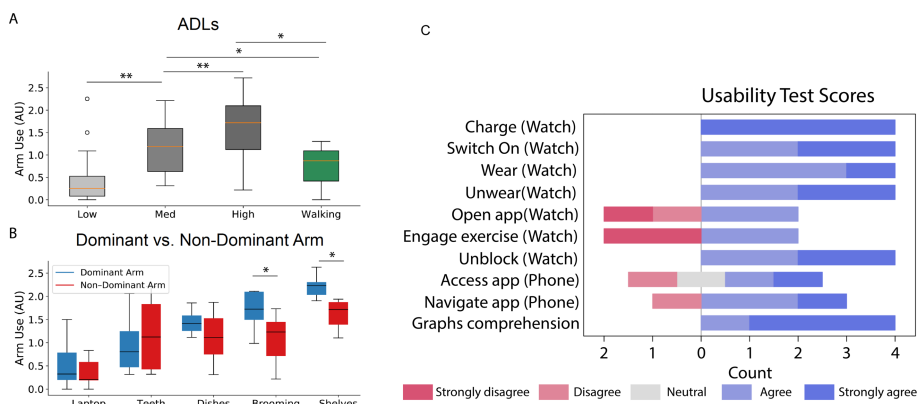 A
ADLs
*
*
**
**
Arm Use (AU)
2.5
2.0
1.5
1.0
0.5
0.0
Low Med High Walking
B
Dominant vs. Non-Dominant Arm
Dominant Arm
Non-Dominant Arm
*
*
Arm Use (AU)
2.5
2.0
1.5
1.0
0.5
0.0
Laptop Teeth Dishes Brooming Shelves
C
Usability Test Scores
Charge (Watch)
Switch On (Watch)
Wear (Watch)
Unwear(Watch)
Open app(Watch)
Engage exercise (Watch)
Unblock (Watch)
Access app (Phone)
Navigate app (Phone)
Graphs comprehension
2 1 0 1 2 3 4
Count
Strongly disagree Disagree Neutral Agree Strongly agree